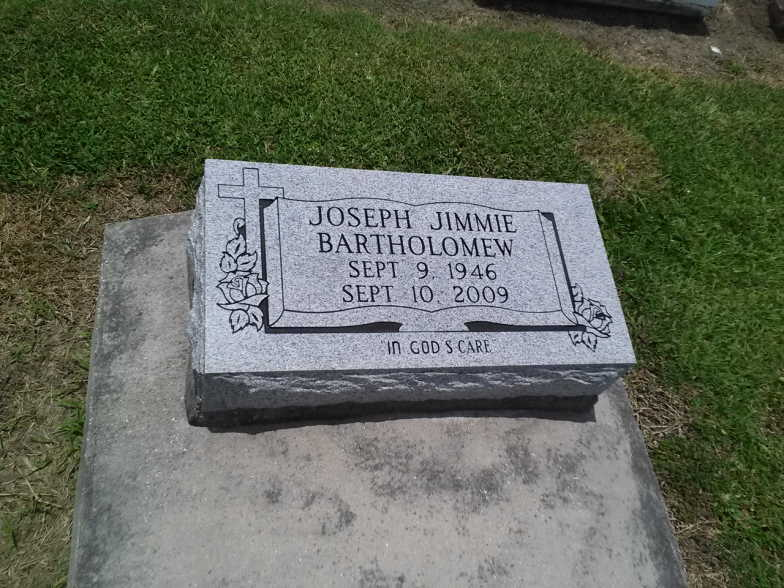 JOSEPH JIMMIE
BARTHOLOMEW
SEPT 9, 1946
SEPT 10, 2009
IN GOD'S CARE